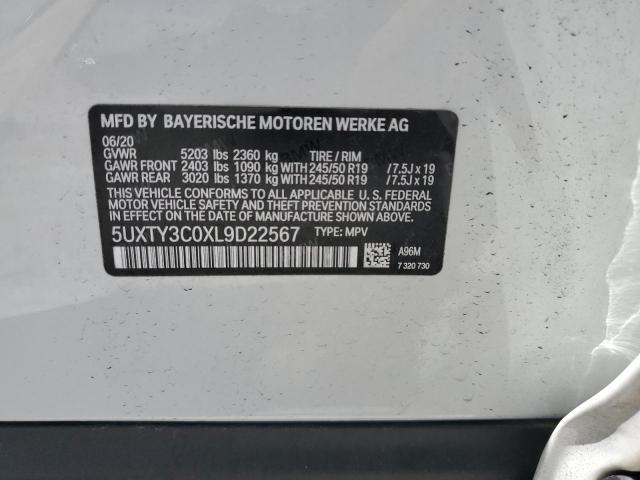 MFD BY BAYERISCHE MOTOREN WERKE AG
06/20
GVWR 5203 lbs 2360 kg TIRE / RIM
GAWR FRONT 2403 lbs 1090 kg WITH 245/50 R19 / 7.5J x 19
GAWR REAR 3020 lbs 1370 kg WITH 245/50 R19 / 7.5J x 19
THIS VEHICLE CONFORMS TO ALL APPLICABLE U. S. FEDERAL
MOTOR VEHICLE SAFETY AND THEFT PREVENTION STANDARDS IN
EFFECT ON THE DATE OF MANUFACTURE SHOWN ABOVE.
5UXTY3C0XL9D22567 TYPE: MPV
A96M
7 320 730